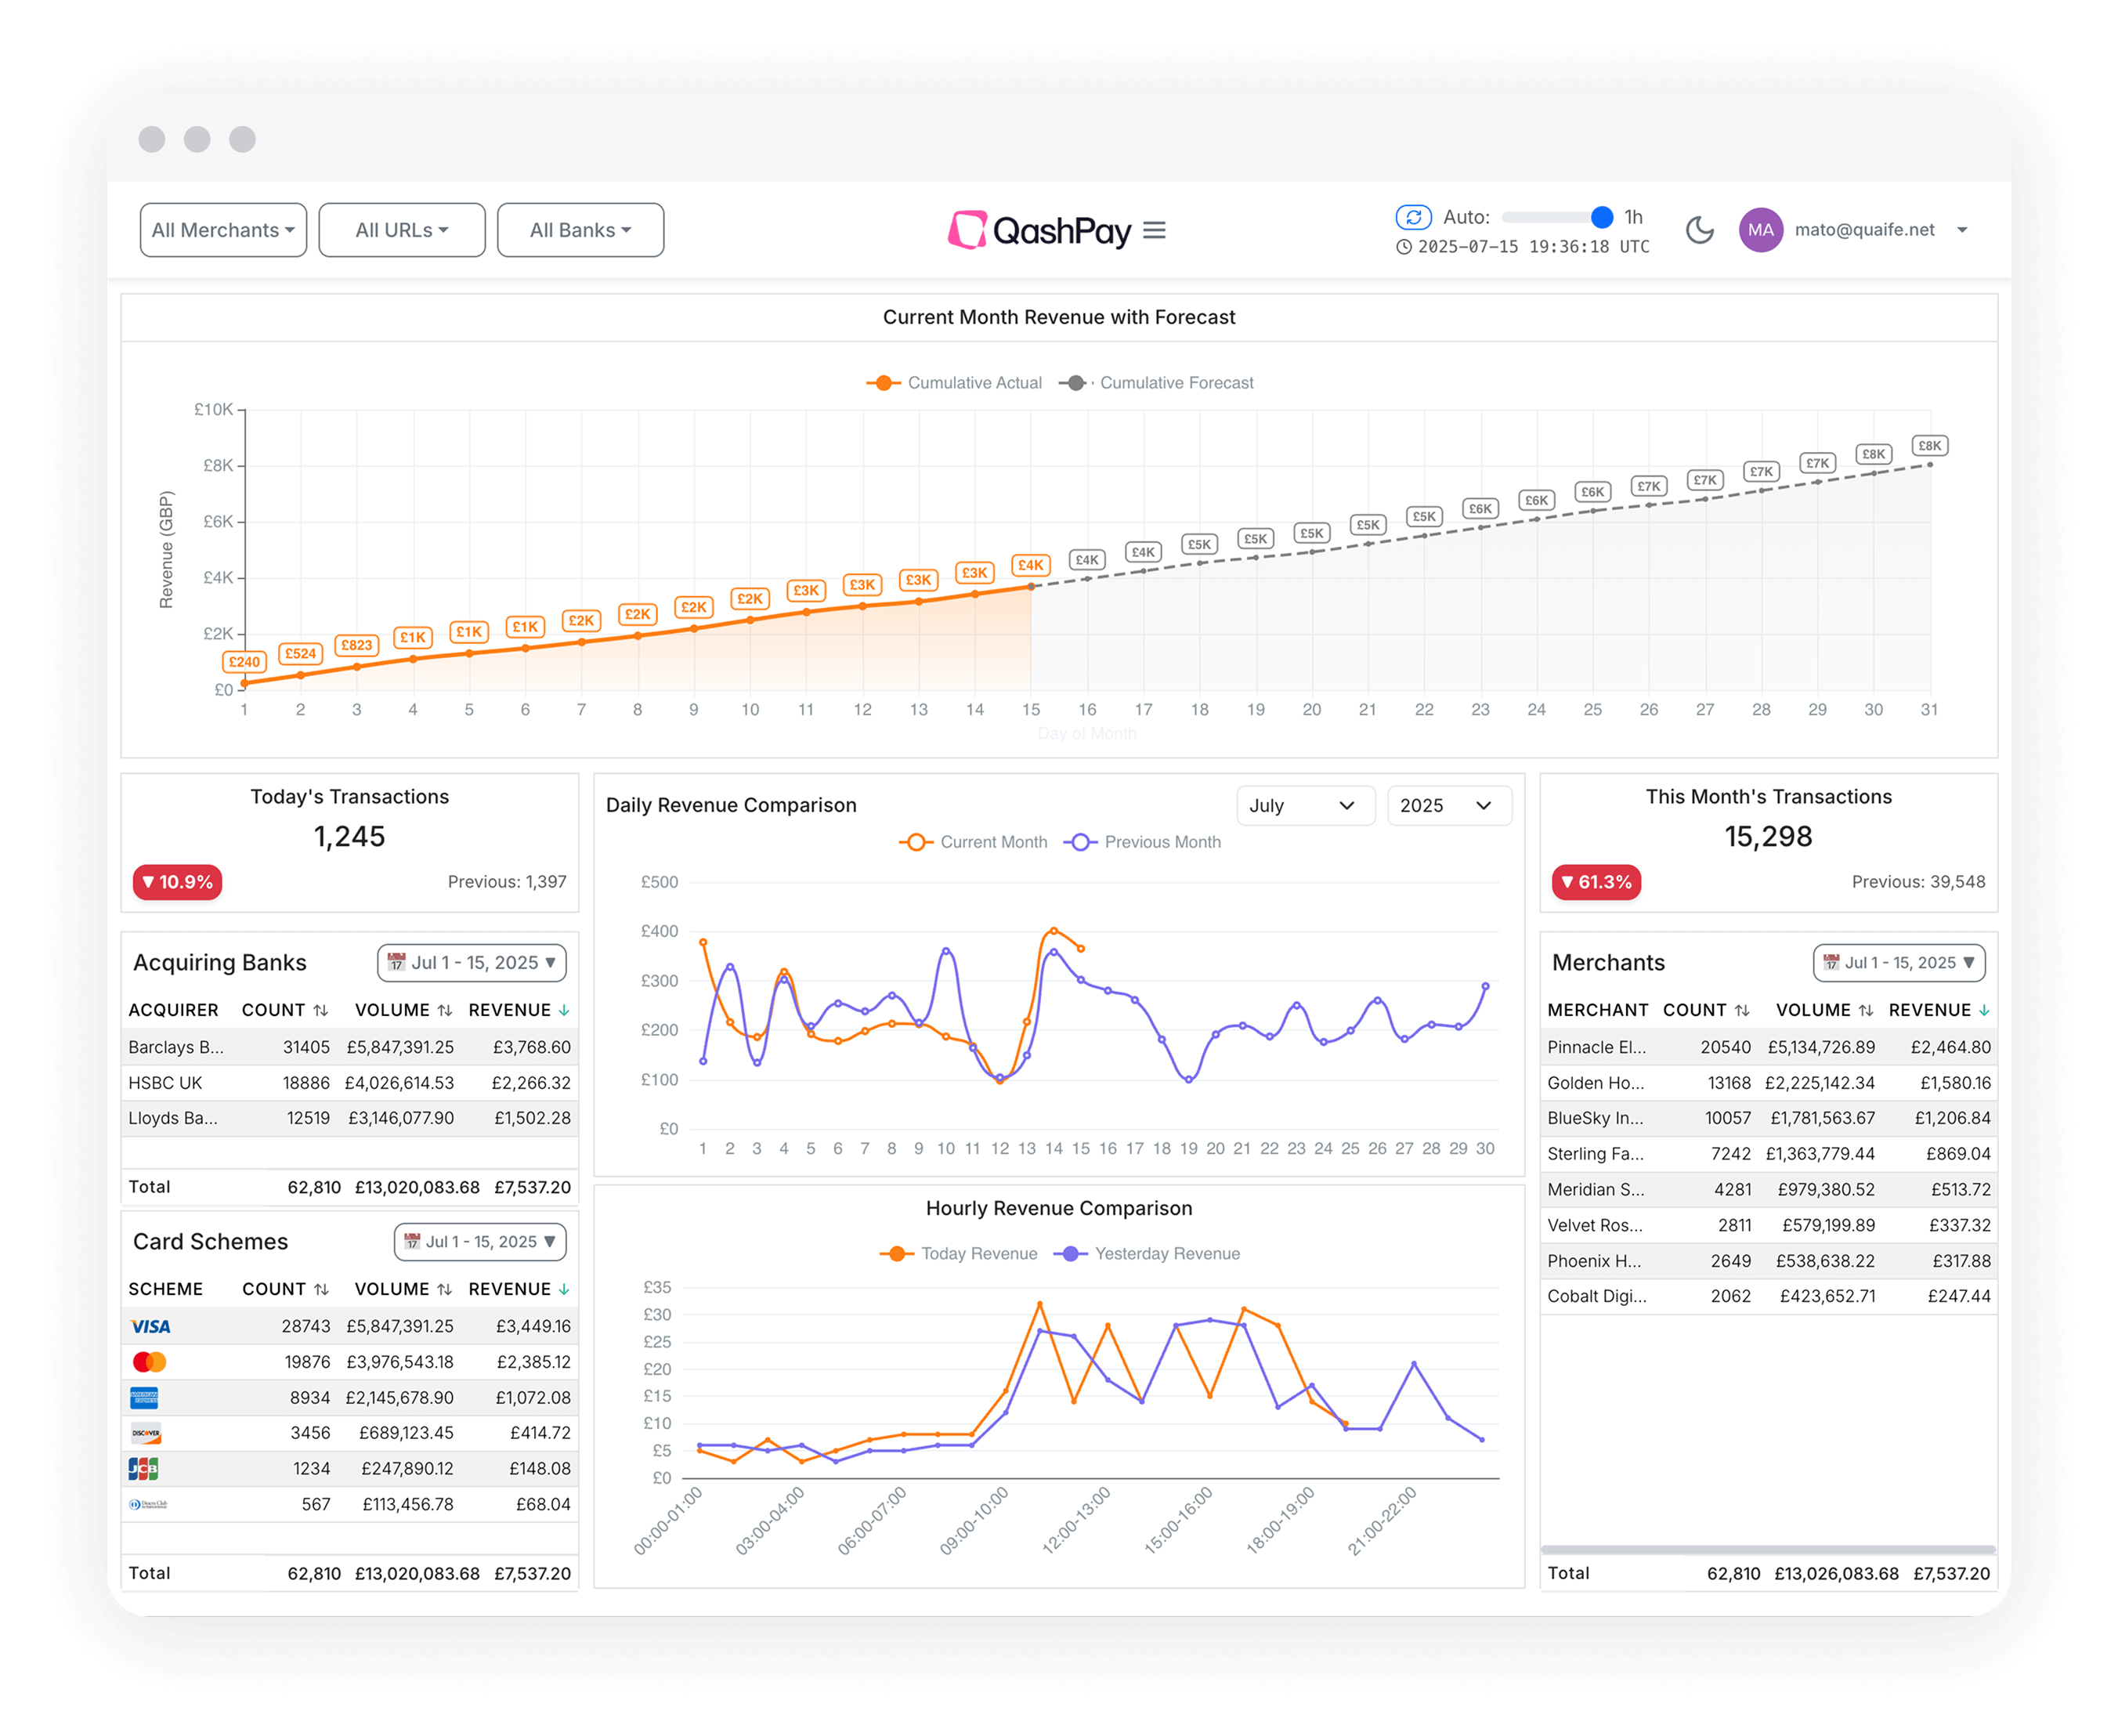 All Merchants
All URLs
All Banks
QashPay
Auto: 1h
2025-07-15 19:36:18 UTC
MA
mato@quaife.net
Current Month Revenue with Forecast
Cumulative Actual Cumulative Forecast
Revenue (GBP)
£10K
£8K
£6K
£4K
£2K
£0
£240 £524 £823 £1K £1K £1K £2K £2K £2K £2K £3K £3K £3K £3K £4K £4K £4K £5K £5K £5K £5K £5K £6K £6K £6K £7K £7K £7K £7K £8K £8K
1 2 3 4 5 6 7 8 9 10 11 12 13 14 15 16 17 18 19 20 21 22 23 24 25 26 27 28 29 30 31
Day of Month
Today's Transactions
1,245
▼ 10.9% Previous: 1,397
Acquiring Banks 17 Jul 1 - 15, 2025 ▼
ACQUIRER COUNT VOLUME REVENUE
Barclays B... 31405 £5,847,391.25 £3,768.60
HSBC UK 18886 £4,026,614.53 £2,266.32
Lloyds Ba... 12519 £3,146,077.90 £1,502.28
Total 62,810 £13,020,083.68 £7,537.20
Card Schemes 17 Jul 1 - 15, 2025 ▼
SCHEME COUNT VOLUME REVENUE
VISA 28743 £5,847,391.25 £3,449.16
19876 £3,976,543.18 £2,385.12
AMERICAN EXPRESS 8934 £2,145,678.90 £1,072.08
DISCOVER 3456 £689,123.45 £414.72
JCB 1234 £247,890.12 £148.08
Diners Club 567 £113,456.78 £68.04
Total 62,810 £13,020,083.68 £7,537.20
Daily Revenue Comparison July 2025
Current Month Previous Month
£500
£400
£300
£200
£100
£0
1 2 3 4 5 6 7 8 9 10 11 12 13 14 15 16 17 18 19 20 21 22 23 24 25 26 27 28 29 30
Hourly Revenue Comparison
Today Revenue Yesterday Revenue
£35
£30
£25
£20
£15
£10
£5
£0
00:00-01:00 03:00-04:00 06:00-07:00 09:00-10:00 12:00-13:00 15:00-16:00 18:00-19:00 21:00-22:00
This Month's Transactions
15,298
▼ 61.3% Previous: 39,548
Merchants 17 Jul 1 - 15, 2025 ▼
MERCHANT COUNT VOLUME REVENUE
Pinnacle El... 20540 £5,134,726.89 £2,464.80
Golden Ho... 13168 £2,225,142.34 £1,580.16
BlueSky In... 10057 £1,781,563.67 £1,206.84
Sterling Fa... 7242 £1,363,779.44 £869.04
Meridian S... 4281 £979,380.52 £513.72
Velvet Ros... 2811 £579,199.89 £337.32
Phoenix H... 2649 £538,638.22 £317.88
Cobalt Digi... 2062 £423,652.71 £247.44
Total 62,810 £13,026,083.68 £7,537.20